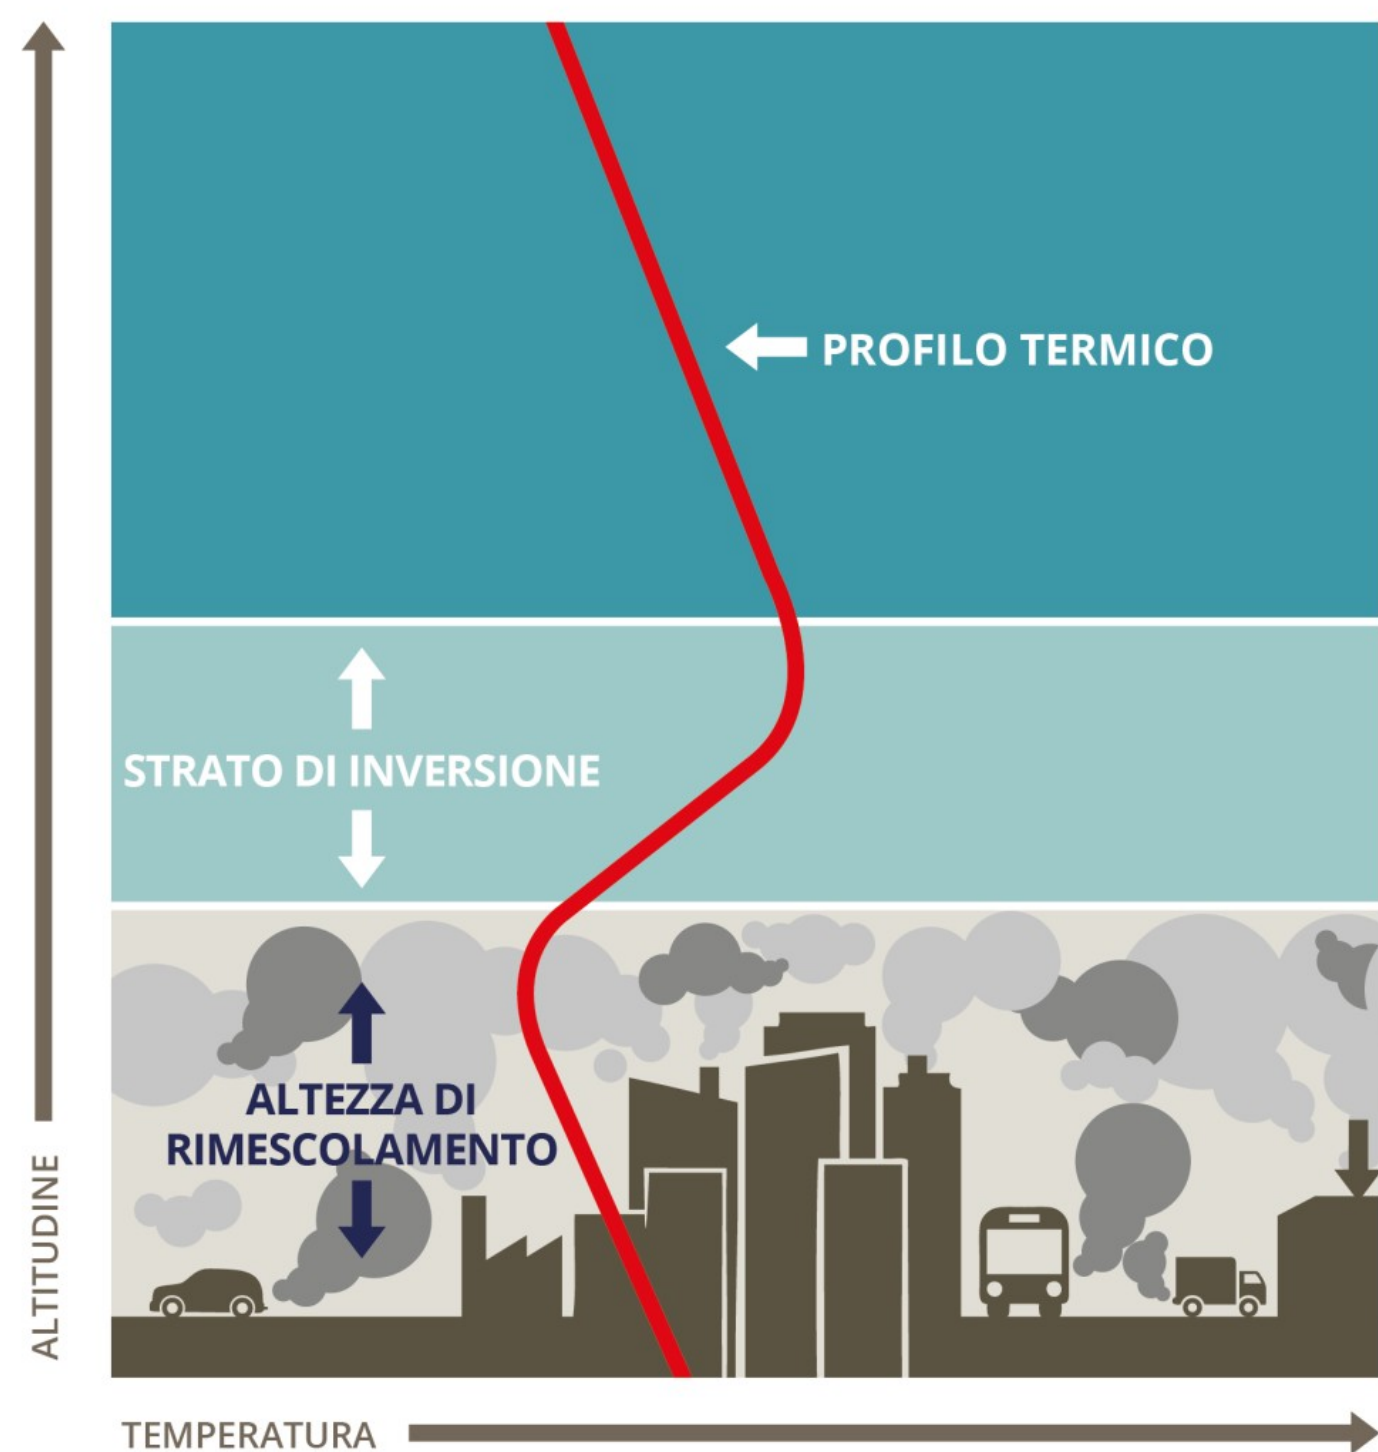 PROFILO TERMICO
STRATO DI INVERSIONE
ALTEZZA DI
RIMESCOLAMENTO
ALTITUDINE
TEMPERATURA